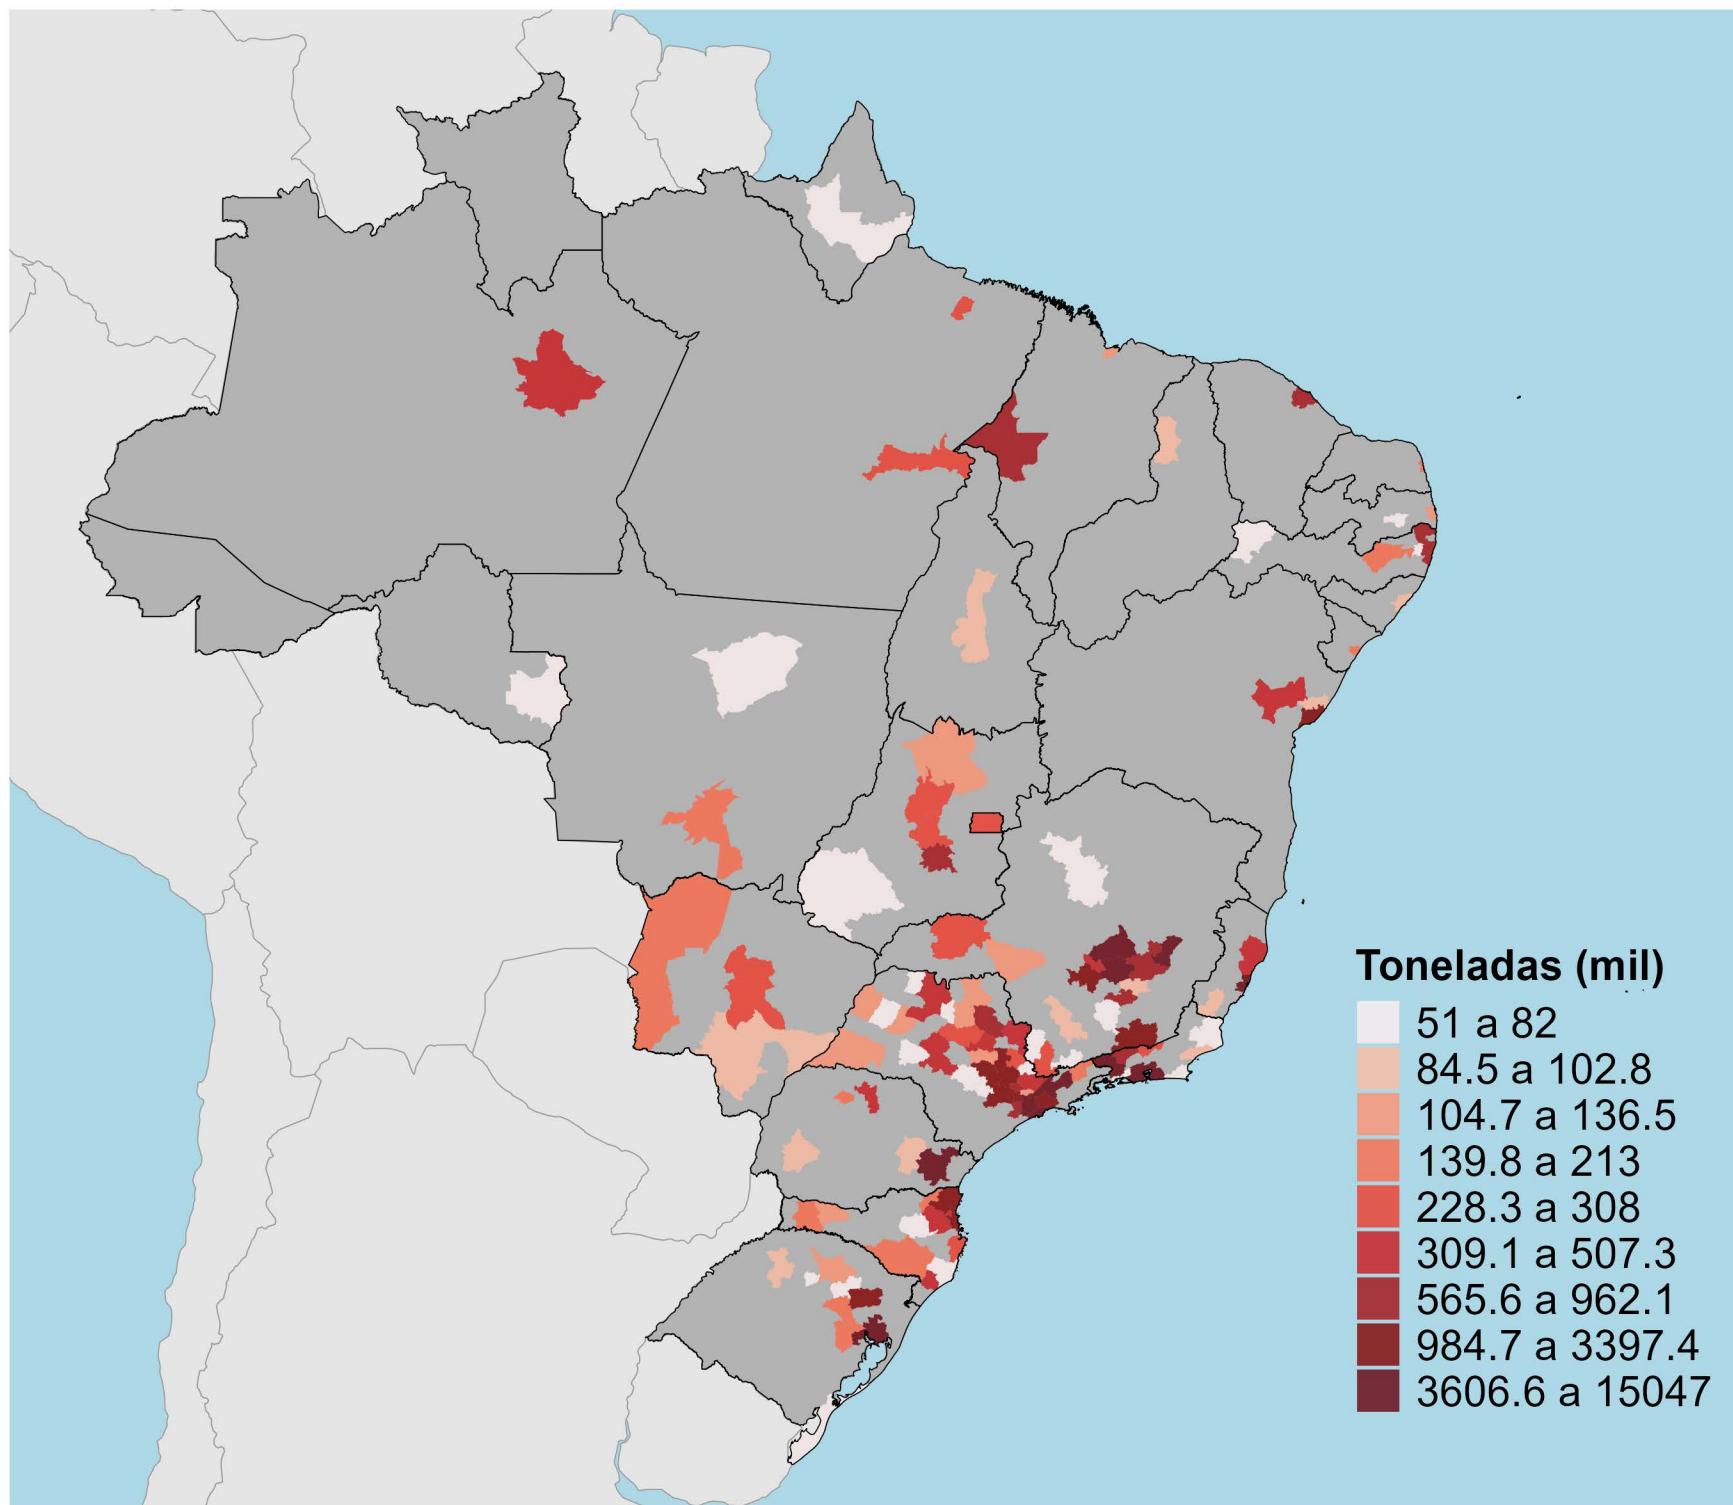 Toneladas (mil)
51 a 82
84.5 a 102.8
104.7 a 136.5
139.8 a 213
228.3 a 308
309.1 a 507.3
565.6 a 962.1
984.7 a 3397.4
3606.6 a 15047